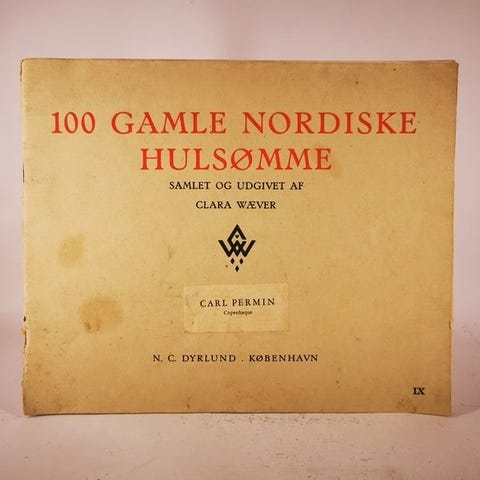 100 GAMLE NORDISKE
HULSØMME
SAMLET OG UDGIVET AF
CLARA WÆVER
CARL PERMIN
Copenhague
N. C. DYRLUND . KØBENHAVN
IX